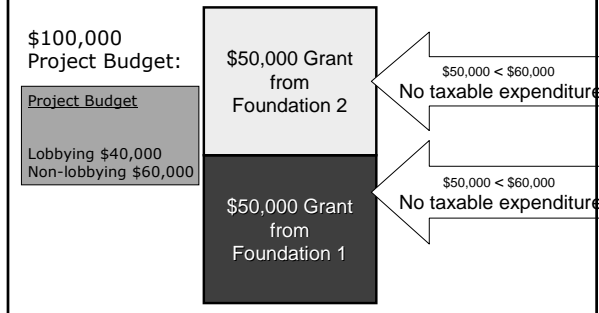 $100,000
Project Budget:
Project Budget
Lobbying $40,000
Non-lobbying $60,000
$50,000 Grant
from
Foundation 2
$50,000 < $60,000
No taxable expenditure
$50,000 Grant
from
Foundation 1
$50,000 < $60,000
No taxable expenditure